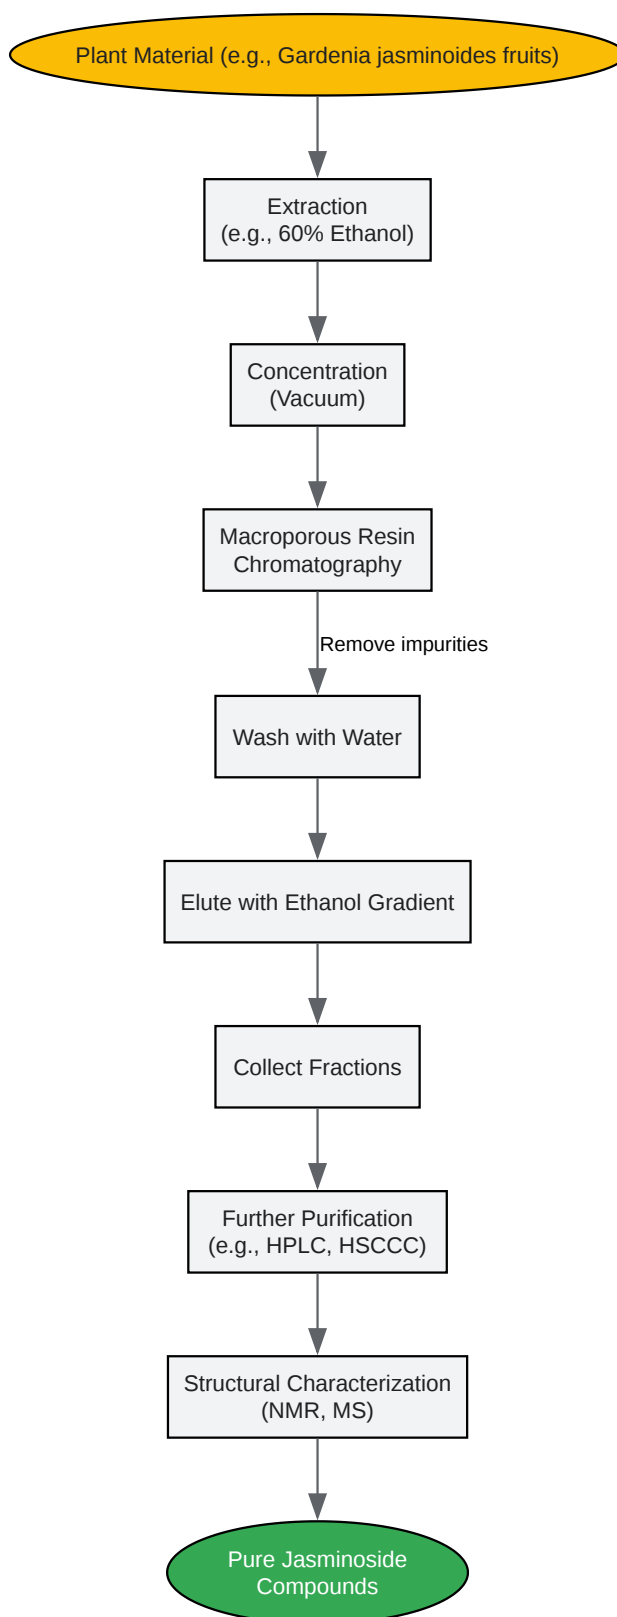 Plant Material (e.g., Gardenia jasminoides fruits)
Extraction
(e.g., 60% Ethanol)
Concentration
(Vacuum)
Macroporous Resin
Chromatography
Remove impurities
Wash with Water
Elute with Ethanol Gradient
Collect Fractions
Further Purification
(e.g., HPLC, HSCCC)
Structural Characterization
(NMR, MS)
Pure Jasminoside
Compounds